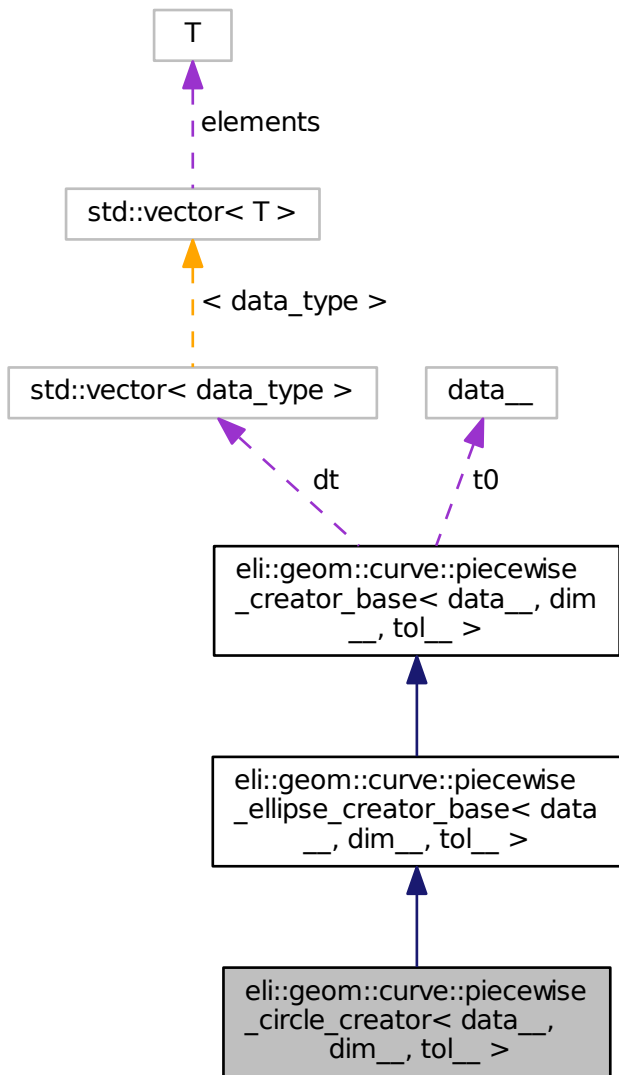 T
elements
std::vector< T >
< data_type >
std::vector< data_type >
data__
dt
t0
eli::geom::curve::piecewise
_creator_base< data__, dim
__, tol__ >
eli::geom::curve::piecewise
_ellipse_creator_base< data
__, dim__, tol__ >
eli::geom::curve::piecewise
_circle_creator< data__,
dim__, tol__ >